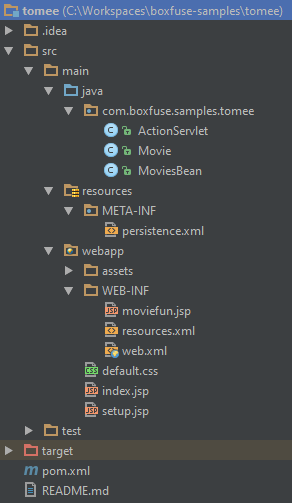 tomee (C:\Workspaces\boxfuse-samples\tomee)
.idea
src
main
java
com.boxfuse.samples.tomee
ActionServlet
Movie
MoviesBean
resources
META-INF
persistence.xml
webapp
assets
WEB-INF
moviefun.jsp
resources.xml
web.xml
default.css
index.jsp
setup.jsp
test
target
pom.xml
README.md